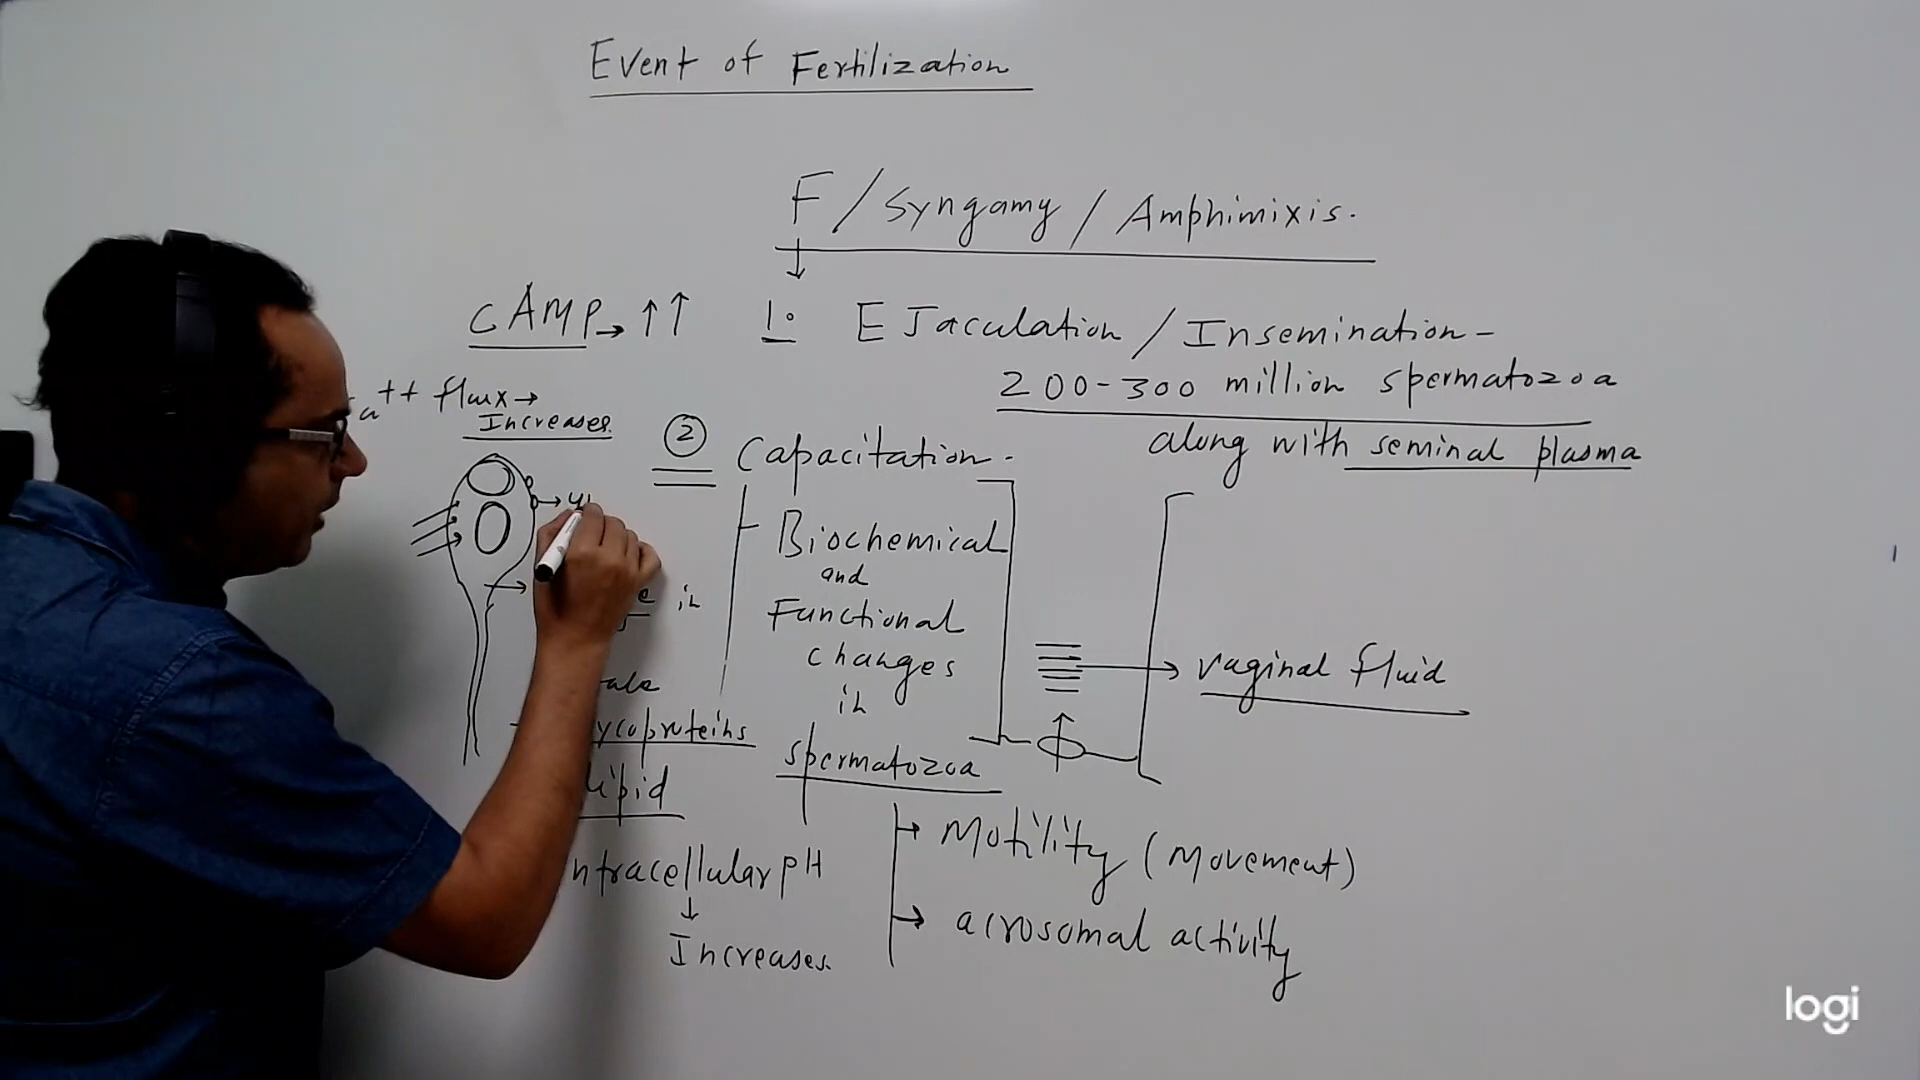 Event of Fertilization
F / Syngamy / Amphimixis.
cAMP → ↑↑
1. EJaculation / Insemination -
200-300 million spermatozoa
along with seminal plasma
++ flux →
Increases.
② Capacitation -
Biochemical
and
Functional
changes
in
spermatozoa
in
vaginal fluid
Lipid
pH
↓
Increases.
→ Motility (Movement)
→ acrosomal activity
logi